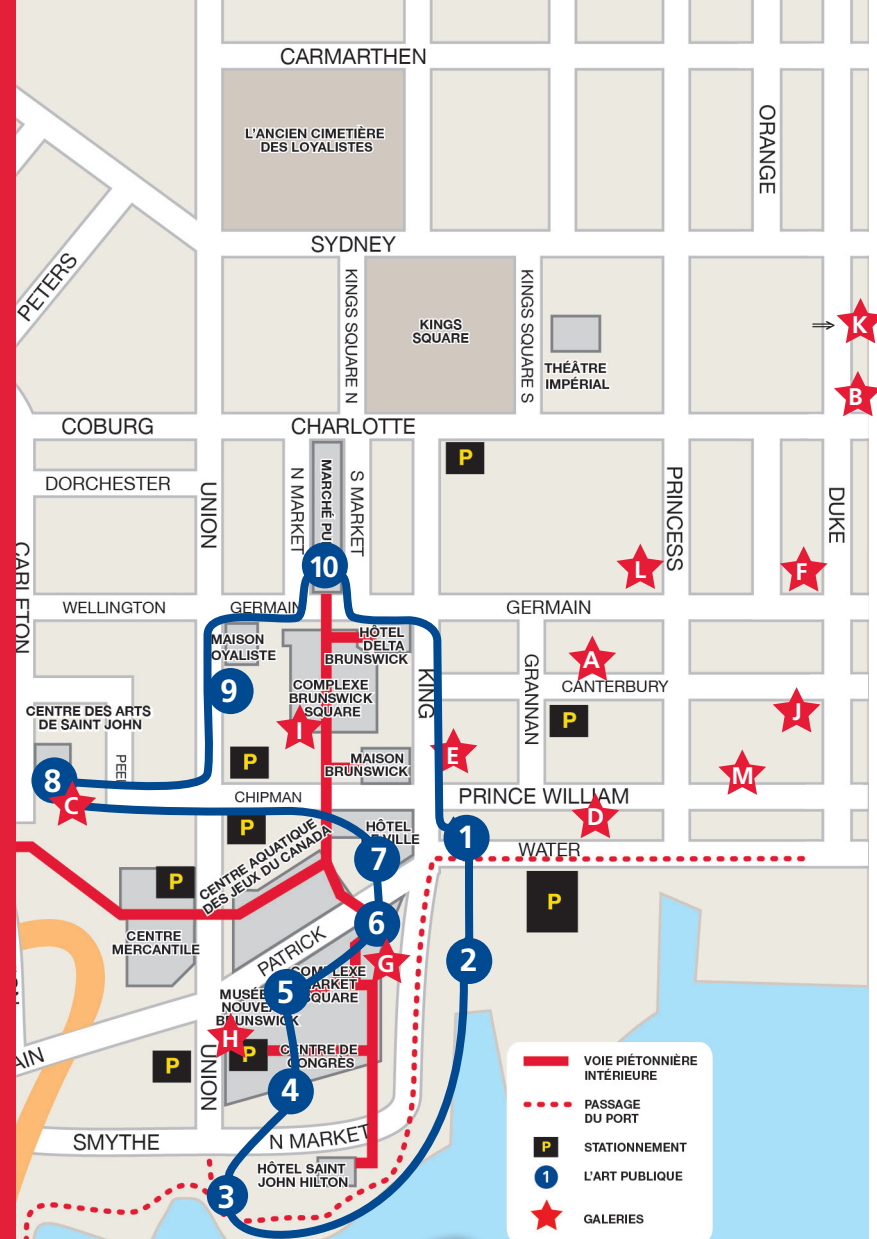 CARMARTHEN
L'ANCIEN CIMETIÈRE
DES LOYALISTES
ORANGE
SYDNEY
PETERS
KINGS SQUARE N
KINGS
SQUARE
KINGS SQUARE S
THÉÂTRE
IMPÉRIAL
K
B
COBURG
CHARLOTTE
P
DORCHESTER
UNION
N MARKET
MARCHÉ PU
S MARKET
PRINCESS
DUKE
CARLETON
10
L
F
WELLINGTON
GERMAIN
GERMAIN
MAISON
OYALISTE
HÔTEL
DELTA
BRUNSWICK
KING
GRANNAN
A
CANTERBURY
9
COMPLEXE
BRUNSWICK
SQUARE
I
CENTRE DES ARTS
DE SAINT JOHN
PEE
J
P
E
P
MAISON
BRUNSWICK
M
8
C
CHIPMAN
PRINCE WILLIAM
D
P
CENTRE AQUATIQUE
DES JEUX DU CANADA
HÔTEL
VILLE
1
WATER
7
P
P
CENTRE
MERCANTILE
6
PATRICK
2
G
COMPLEXE
MARKET
SQUARE
5
MUSÉE
NOUVEA
BRUNSWICK
H
P
CENTRE DE
CONGRÈS
AIN
P
UNION
4
SMYTHE
N MARKET
HÔTEL SAINT
JOHN HILTON
3
VOIE PIÉTONNIÈRE
INTÉRIEURE
PASSAGE
DU PORT
P STATIONNEMENT
1 L'ART PUBLIQUE
GALERIES